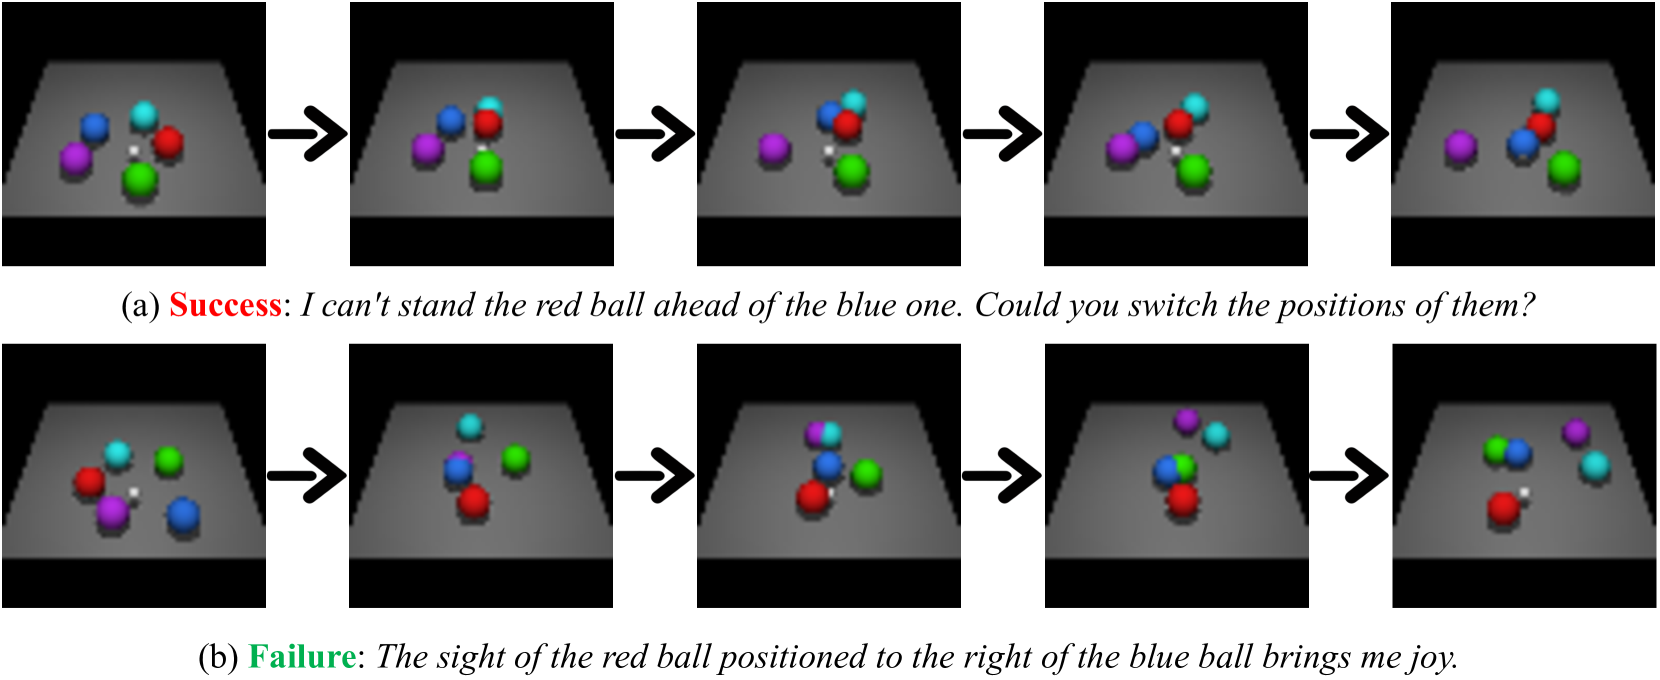 (a) Success: I can't stand the red ball ahead of the blue one. Could you switch the positions of them?
(b) Failure: The sight of the red ball positioned to the right of the blue ball brings me joy.